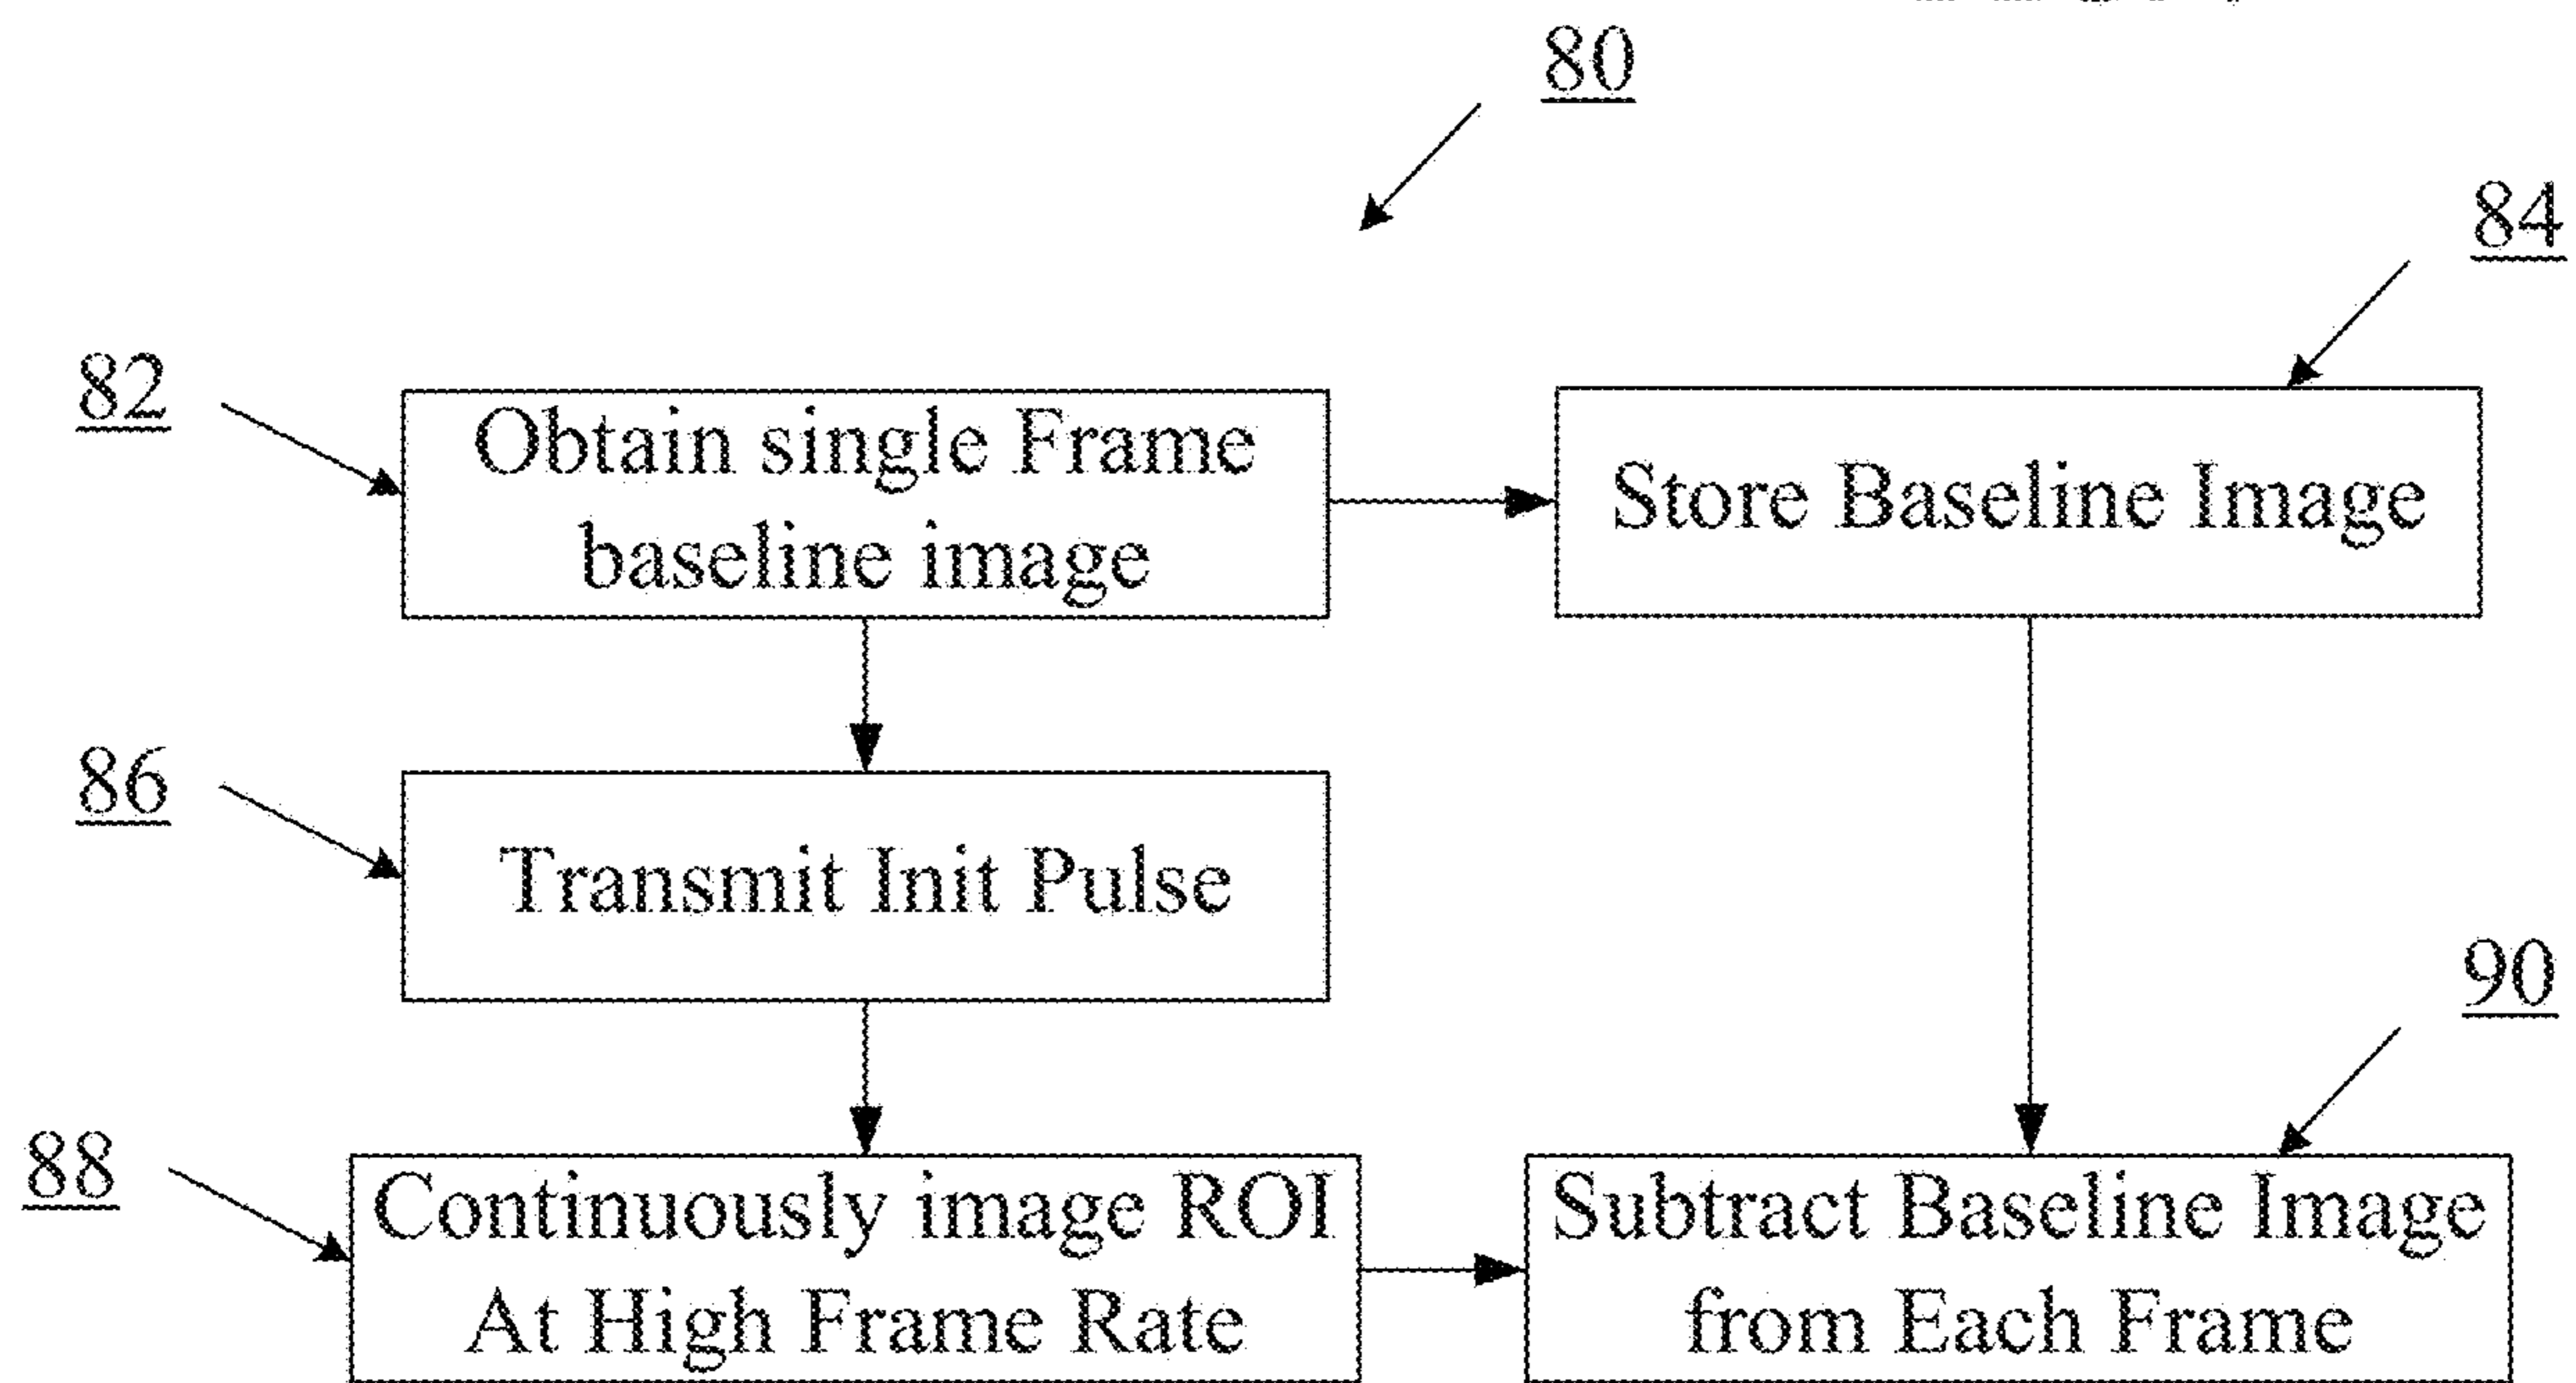 80
84
82
Obtain single Frame
baseline image
Store Baseline Image
86
Transmit Init Pulse
90
88
Continuously image ROI
At High Frame Rate
Subtract Baseline Image
from Each Frame